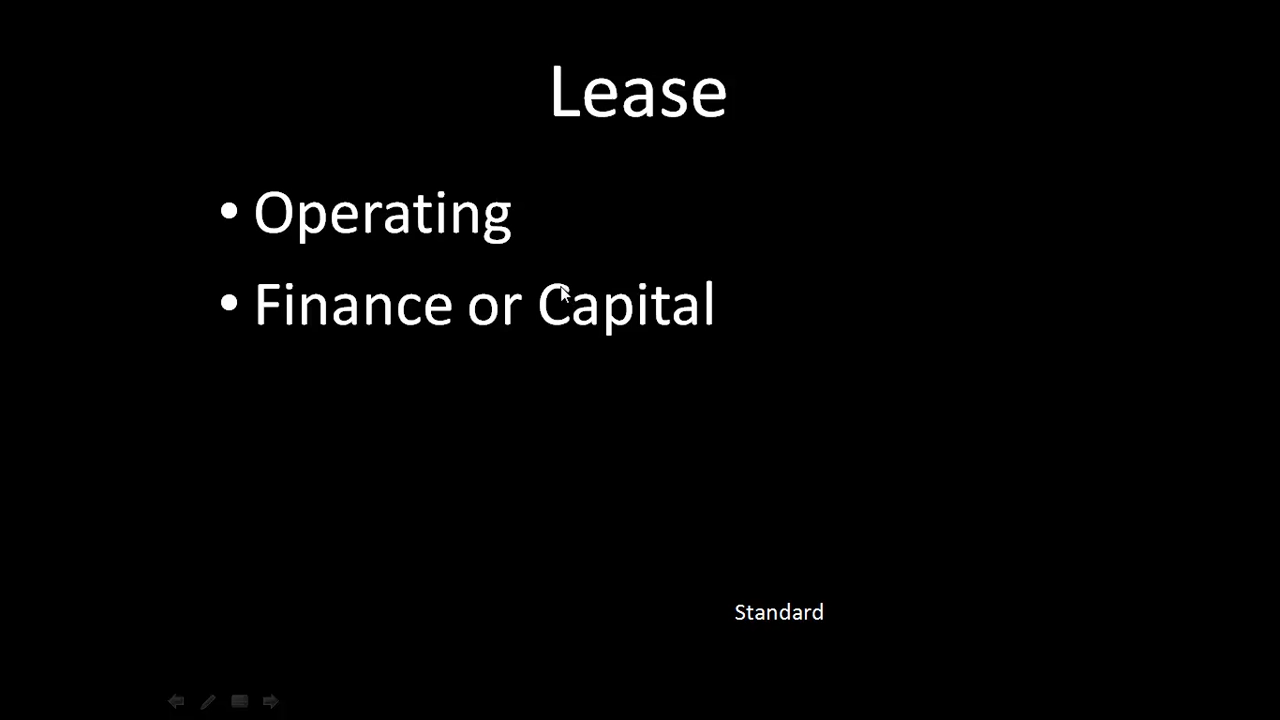 Lease
• Operating
• Finance or Capital
Standard